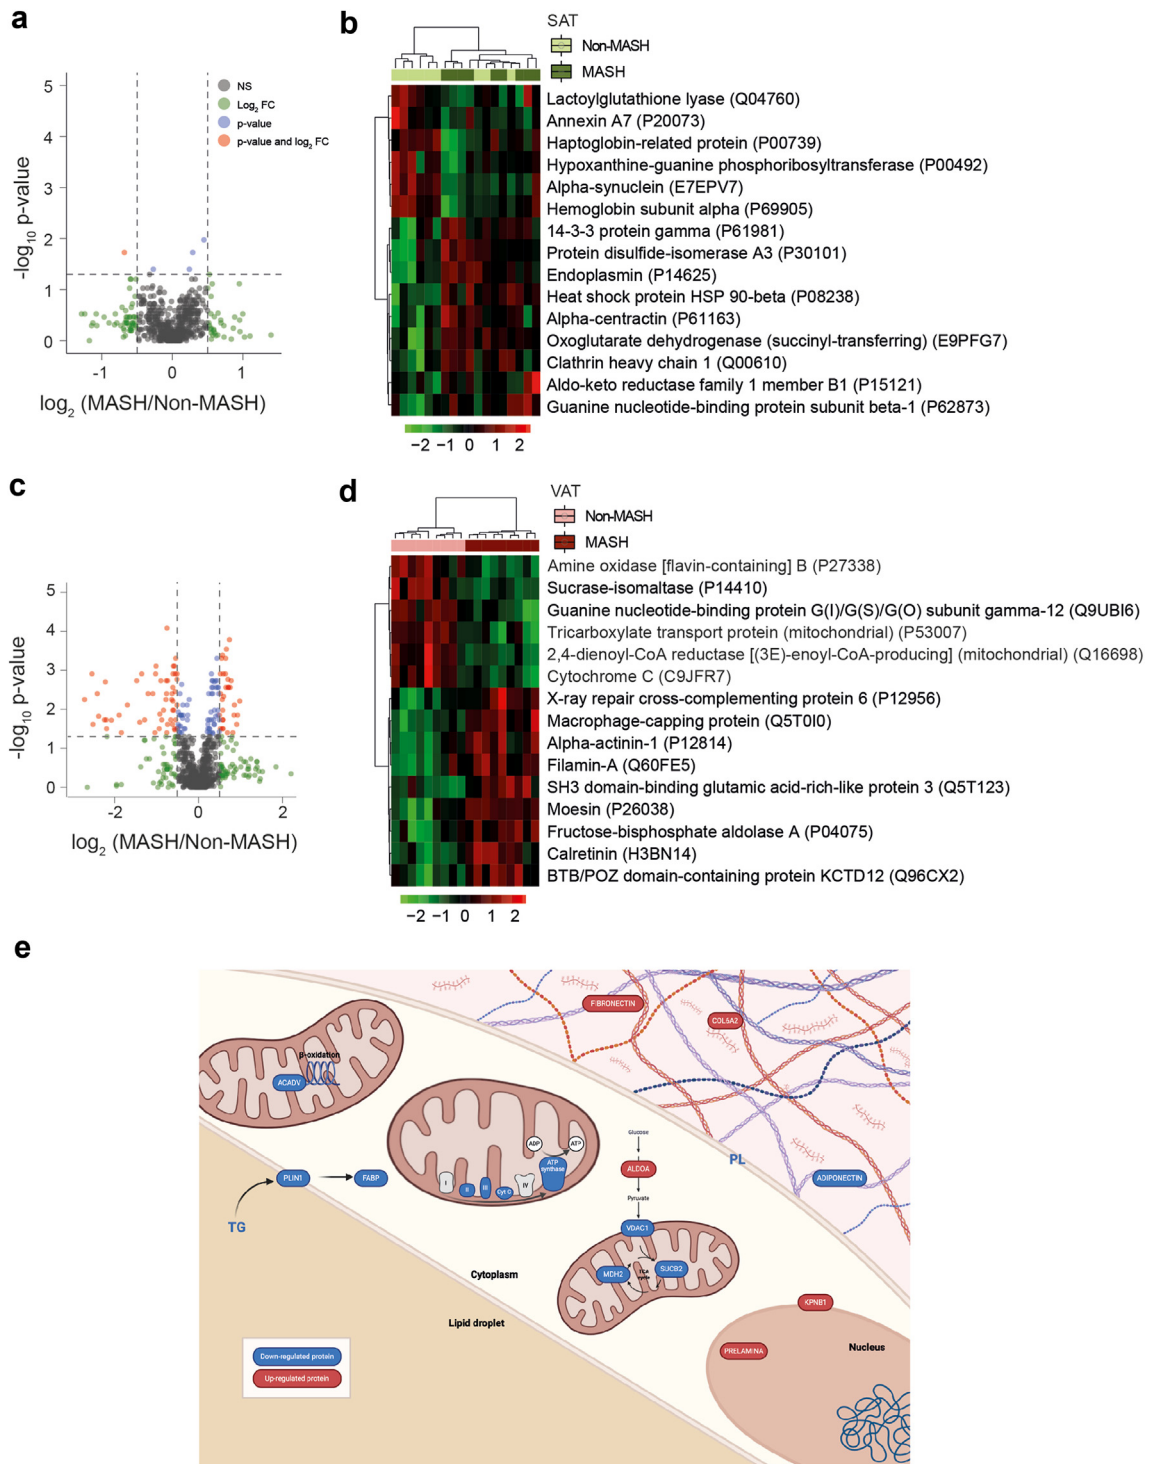 a
5
4
3
2
1
0
-1
0
1
-log10 p-value
log2 (MASH/Non-MASH)
NS
Log2 FC
p-value
p-value and log2 FC
b
SAT
Non-MASH
MASH
Lactoylglutathione lyase (Q04760)
Annexin A7 (P20073)
Haptoglobin-related protein (P00739)
Hypoxanthine-guanine phosphoribosyltransferase (P00492)
Alpha-synuclein (E7EPV7)
Hemoglobin subunit alpha (P69905)
14-3-3 protein gamma (P61981)
Protein disulfide-isomerase A3 (P30101)
Endoplasmin (P14625)
Heat shock protein HSP 90-beta (P08238)
Alpha-centractin (P61163)
Oxoglutarate dehydrogenase (succinyl-transferring) (E9PFG7)
Clathrin heavy chain 1 (Q00610)
Aldo-keto reductase family 1 member B1 (P15121)
Guanine nucleotide-binding protein subunit beta-1 (P62873)
−2 −1 0 1 2
c
5
4
3
2
1
0
-2
0
2
-log10 p-value
log2 (MASH/Non-MASH)
d
VAT
Non-MASH
MASH
Amine oxidase [flavin-containing] B (P27338)
Sucrase-isomaltase (P14410)
Guanine nucleotide-binding protein G(I)/G(S)/G(O) subunit gamma-12 (Q9UBI6)
Tricarboxylate transport protein (mitochondrial) (P53007)
2,4-dienoyl-CoA reductase [(3E)-enoyl-CoA-producing] (mitochondrial) (Q16698)
Cytochrome C (C9JFR7)
X-ray repair cross-complementing protein 6 (P12956)
Macrophage-capping protein (Q5T0I0)
Alpha-actinin-1 (P12814)
Filamin-A (Q60FE5)
SH3 domain-binding glutamic acid-rich-like protein 3 (Q5T123)
Moesin (P26038)
Fructose-bisphosphate aldolase A (P04075)
Calretinin (H3BN14)
BTB/POZ domain-containing protein KCTD12 (Q96CX2)
−2 −1 0 1 2
e
FIBRONECTIN
COL6A2
β-oxidation
ACADV
ADP
ATP
ATP
synthase
I
II
III
Cyt C
IV
Glucose
ALDOA
Pyruvate
VDAC1
MDH2
TCA
cycle
SUCB2
PL
ADIPONECTIN
PLIN1
FABP
TG
Cytoplasm
Lipid droplet
KPNB1
PRELAMINA
Nucleus
Down-regulated protein
Up-regulated protein